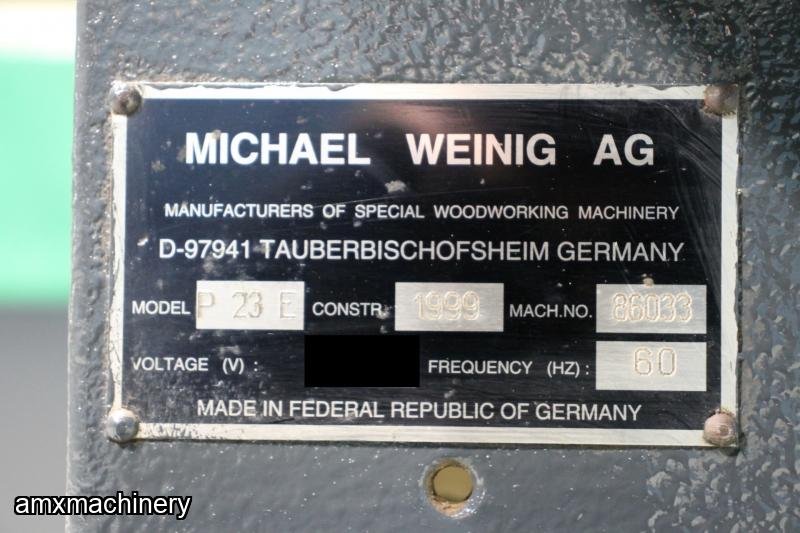 MICHAEL WEINIG AG
MANUFACTURERS OF SPECIAL WOODWORKING MACHINERY
D-97941 TAUBERBISCHOFSHEIM GERMANY
MODEL P 23 E CONSTR. 1999 MACH.NO. 86033
VOLTAGE (V) : FREQUENCY (HZ) : 60
MADE IN FEDERAL REPUBLIC OF GERMANY
amxmachinery